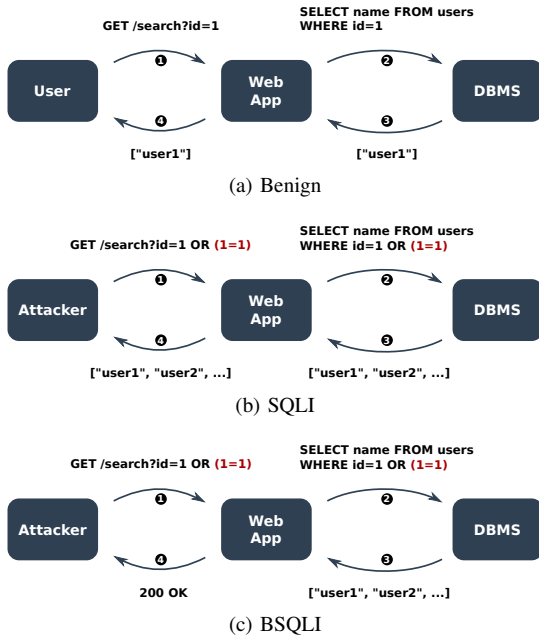 GET /search?id=1
SELECT name FROM users
WHERE id=1
❶
❷
User
Web
App
DBMS
❹
❸
["user1"]
["user1"]
(a) Benign
GET /search?id=1 OR (1=1)
SELECT name FROM users
WHERE id=1 OR (1=1)
❶
❷
Attacker
Web
App
DBMS
❹
❸
["user1", "user2", ...]
["user1", "user2", ...]
(b) SQLI
GET /search?id=1 OR (1=1)
SELECT name FROM users
WHERE id=1 OR (1=1)
❶
❷
Attacker
Web
App
DBMS
❹
❸
200 OK
["user1", "user2", ...]
(c) BSQLI